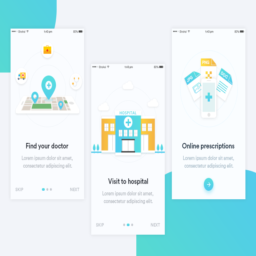 Find your doctor
Lorem ipsum dolor sit amet,
consectetur adipiscing elit.
SKIP
NEXT
HOSPITAL
Visit to hospital
Lorem ipsum dolor sit amet,
consectetur adipiscing elit.
SKIP
NEXT
Online prescriptions
Lorem ipsum dolor sit amet,
consectetur adipiscing elit.